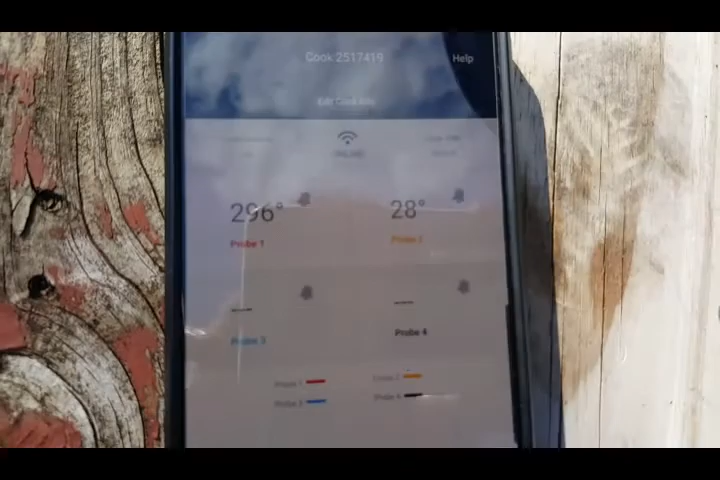 Cook 2517419
Help
Edit Cook Info
296°
28°
Probe 1
Probe 2
---
---
Probe 3
Probe 4
Probe 1
Probe 2
Probe 3
Probe 4